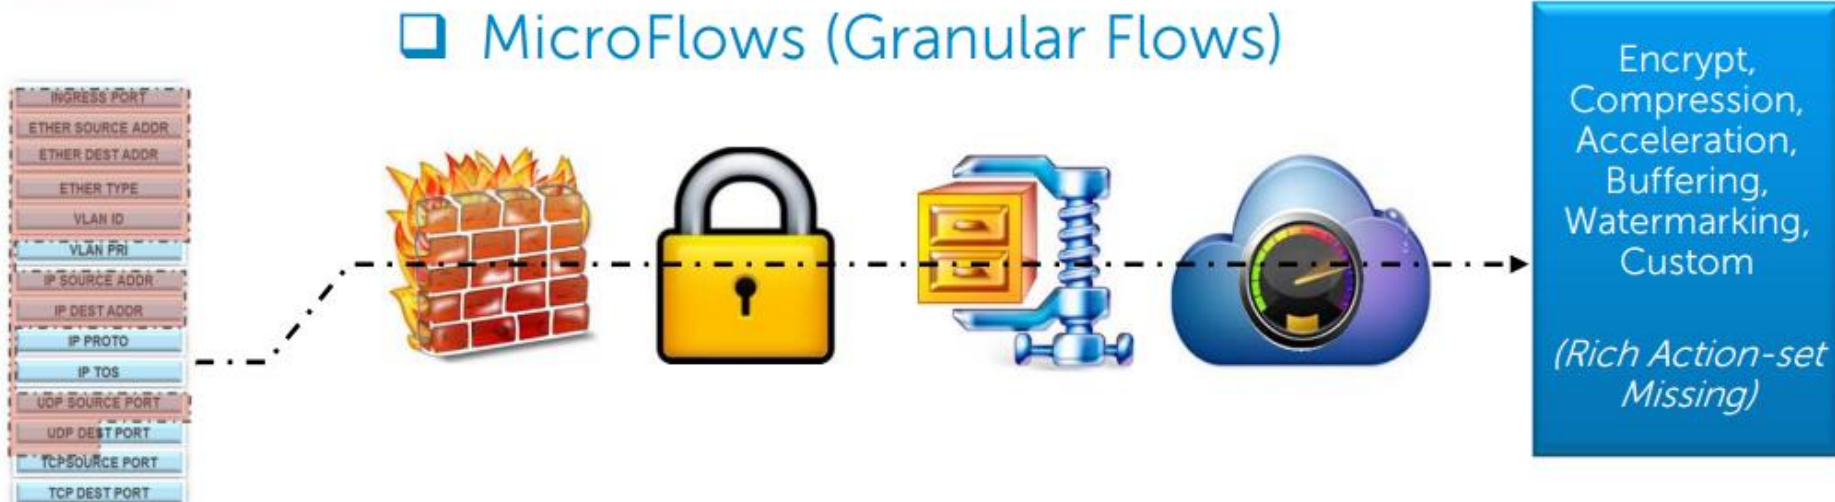 ❑ MicroFlows (Granular Flows)
INGRESS PORT
ETHER SOURCE ADDR
ETHER DEST ADDR
ETHER TYPE
VLAN ID
VLAN PRI
IP SOURCE ADDR
IP DEST ADDR
IP PROTO
IP TOS
UDP SOURCE PORT
UDP DEST PORT
TCPSOURCE PORT
TCP DEST PORT
Encrypt,
Compression,
Acceleration,
Buffering,
Watermarking,
Custom
(Rich Action-set
Missing)